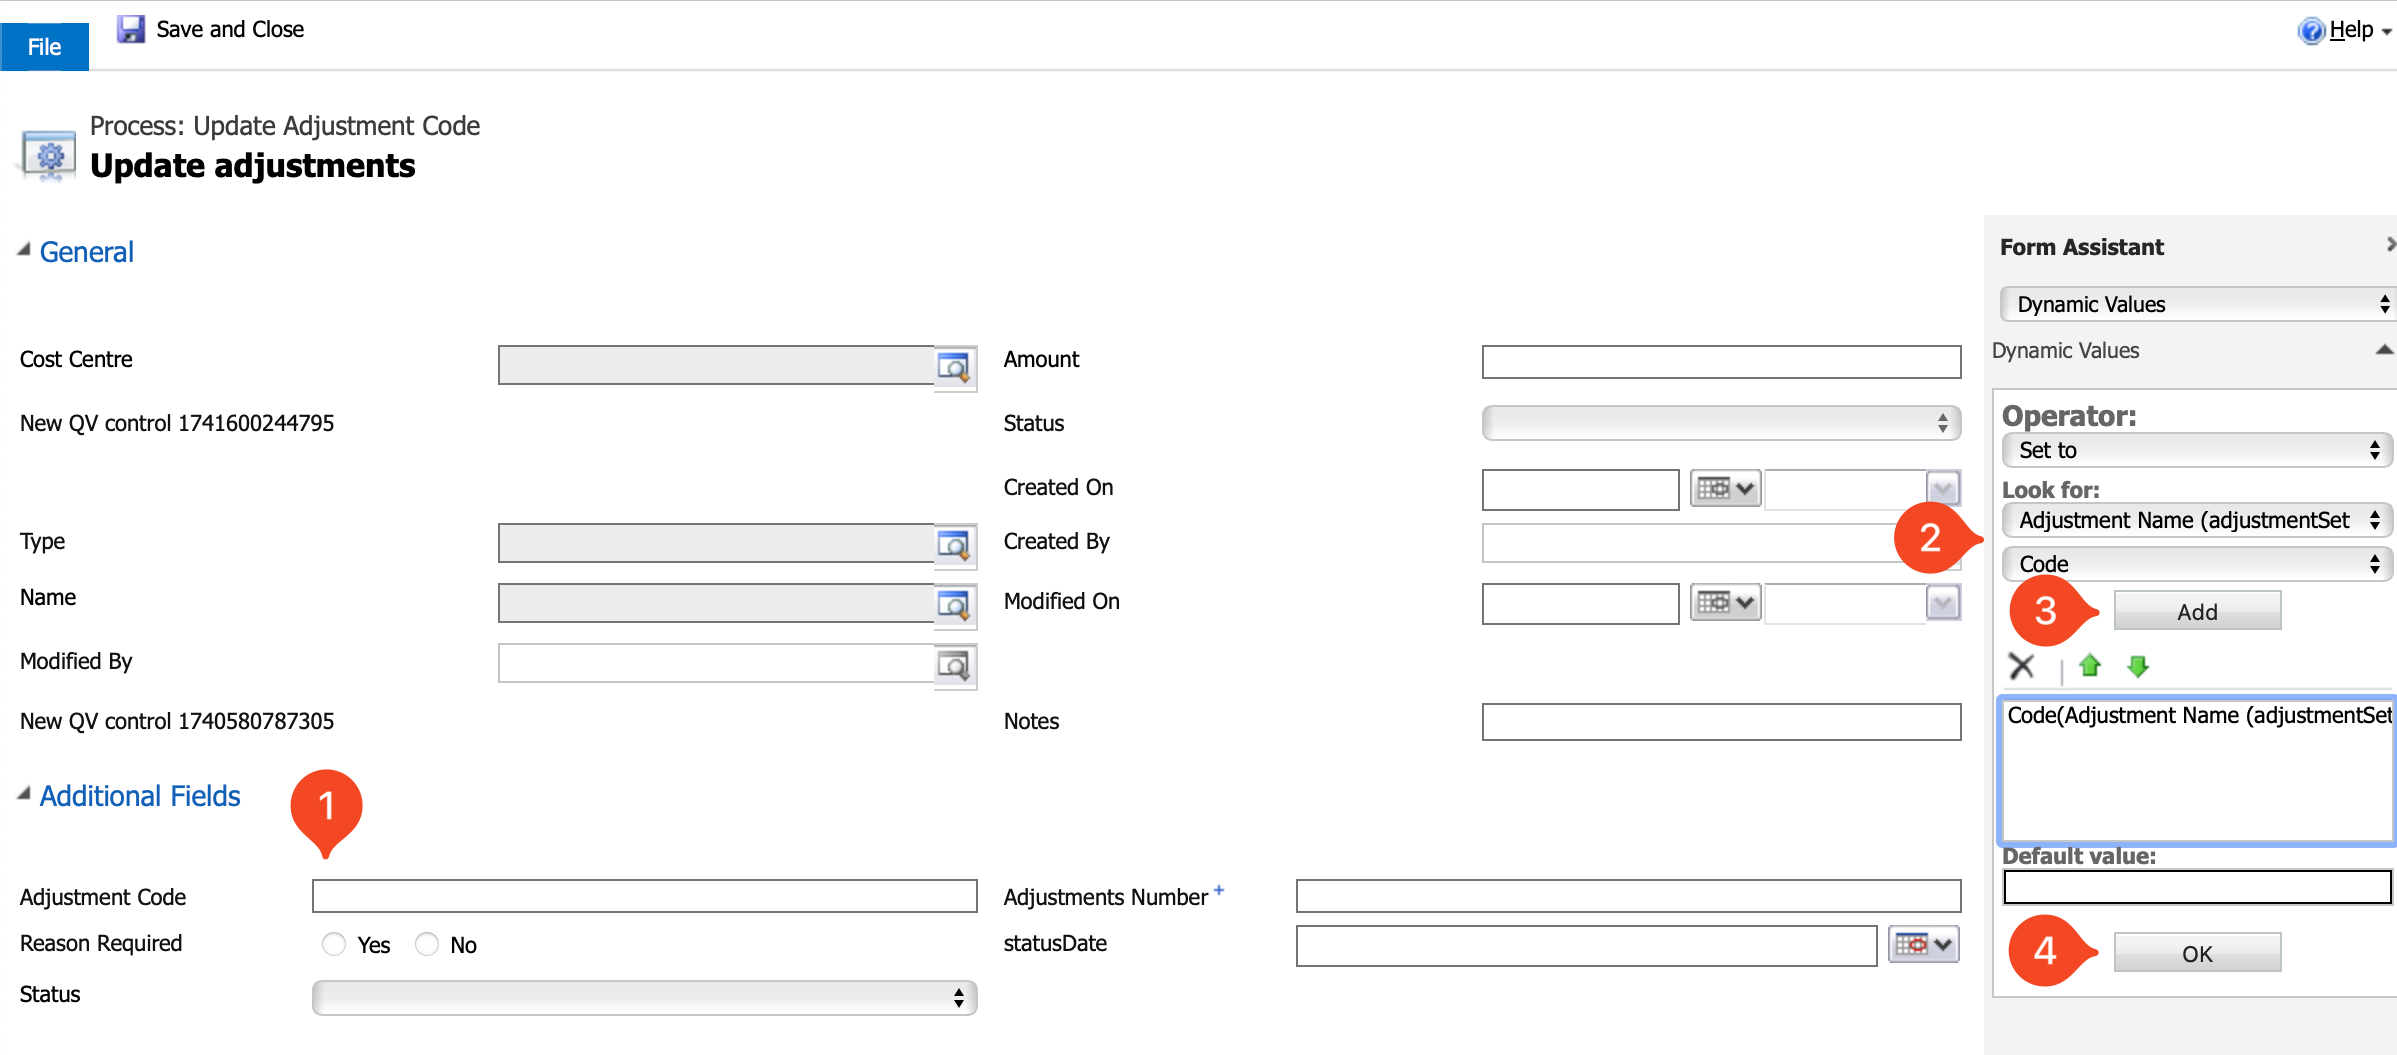 File
Save and Close
Help
Process: Update Adjustment Code
Update adjustments
General
Cost Centre
Amount
New QV control 1741600244795
Status
Created On
Type
Created By
Name
Modified On
Modified By
New QV control 1740580787305
Notes
Additional Fields
1
Adjustment Code
Adjustments Number +
Reason Required
Yes
No
statusDate
Status
Form Assistant
Dynamic Values
Dynamic Values
Operator:
Set to
Look for:
Adjustment Name (adjustmentSet
2
Code
3
Add
Code(Adjustment Name (adjustmentSet
Default value:
4
OK